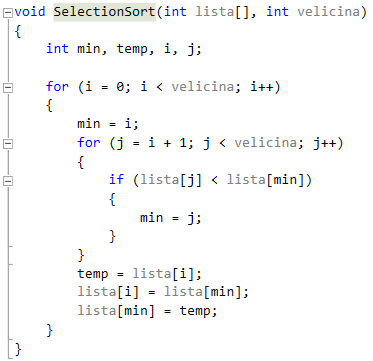 void SelectionSort(int lista[], int velicina)
{
    int min, temp, i, j;

    for (i = 0; i < velicina; i++)
    {
        min = i;
        for (j = i + 1; j < velicina; j++)
        {
            if (lista[j] < lista[min])
            {
                min = j;
            }
        }
        temp = lista[i];
        lista[i] = lista[min];
        lista[min] = temp;
    }
}